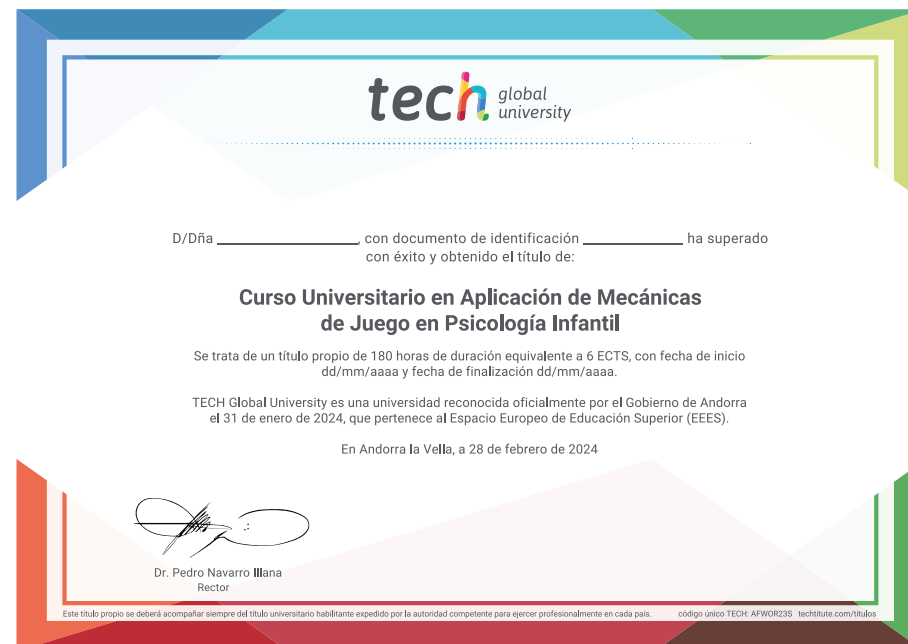 tech global university
D/Dña ____________________, con documento de identificación ______________ ha superado
con éxito y obtenido el título de:
Curso Universitario en Aplicación de Mecánicas
de Juego en Psicología Infantil
Se trata de un título propio de 180 horas de duración equivalente a 6 ECTS, con fecha de inicio
dd/mm/aaaa y fecha de finalización dd/mm/aaaa.
TECH Global University es una universidad reconocida oficialmente por el Gobierno de Andorra
el 31 de enero de 2024, que pertenece al Espacio Europeo de Educación Superior (EEES).
En Andorra la Vella, a 28 de febrero de 2024
Dr. Pedro Navarro Illana
Rector
Este título propio se deberá acompañar siempre del título universitario habilitante expedido por la autoridad competente para ejercer profesionalmente en cada país. código único TECH: AFWOR23S techtitute.com/titulos